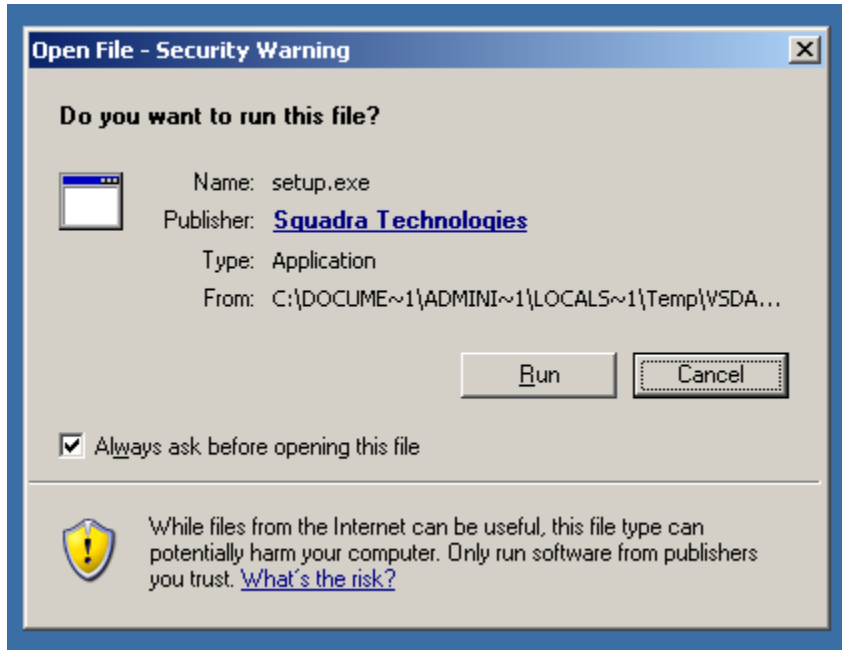 Open File - Security Warning
Do you want to run this file?
Name: setup.exe
Publisher: Squadra Technologies
Type: Application
From: C:\DOCUME~1\ADMINI~1\LOCALS~1\Temp\VSDA...
Run Cancel
Always ask before opening this file
While files from the Internet can be useful, this file type can
potentially harm your computer. Only run software from publishers
you trust. What's the risk?